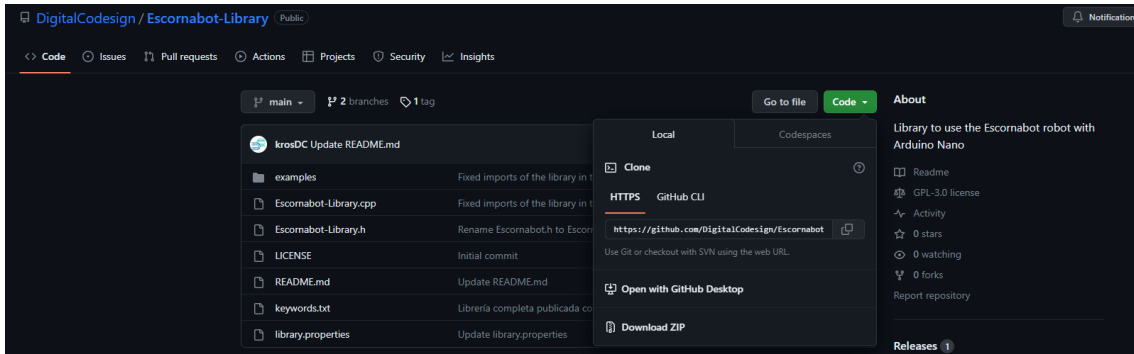 DigitalCodesign / Escornabot-Library Public
Notification
Code Issues Pull requests Actions Projects Security Insights
main 2 branches 1 tag Go to file Code
krosDC Update README.md
examples Fixed imports of the library in
Escornabot-Library.cpp Fixed imports of the library in
Escornabot-Library.h Rename Escornabot.h to
LICENSE Initial commit
README.md Update README.md
keywords.txt Librería completa publicada
library.properties Update library.properties
Local Codespaces
Clone
HTTPS GitHub CLI
https://github.com/DigitalCodesign/Escornabot
Use Git or checkout with SVN using the web URL.
Open with GitHub Desktop
Download ZIP
About
Library to use the Escornabot robot with
Arduino Nano
Readme
GPL-3.0 license
Activity
0 stars
0 watching
0 forks
Report repository
Releases 1